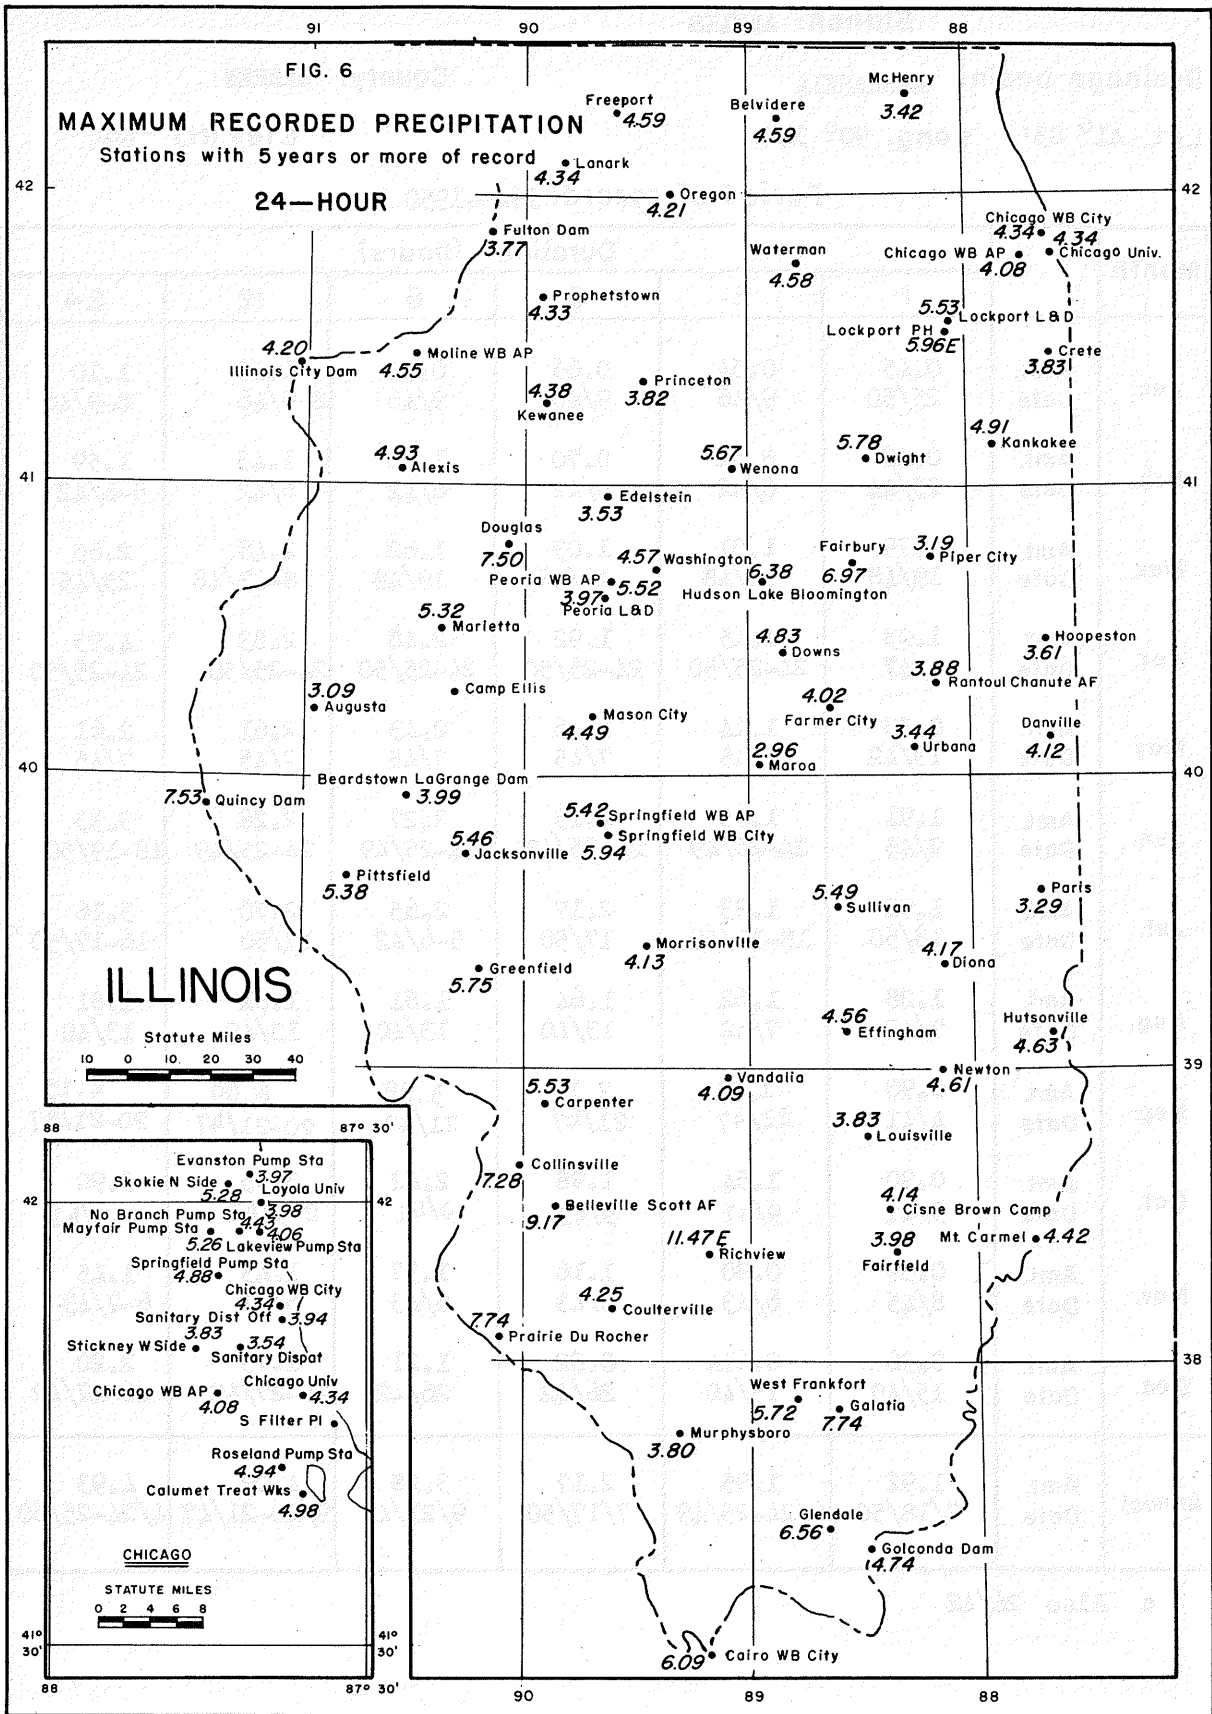 91 90 89 88
FIG. 6
MAXIMUM RECORDED PRECIPITATION
Stations with 5 years or more of record
24—HOUR
McHenry
3.42
Freeport
4.59
Belvidere
4.59
Lanark
4.34
42
42
Oregon
4.21
Chicago WB City
4.34
4.34
Chicago Univ.
Chicago WB AP
4.08
Fulton Dam
3.77
Waterman
4.58
Prophetstown
4.33
5.53
Lockport L&D
Lockport PH
5.96E
Crete
3.83
4.20
Illinois City Dam
Moline WB AP
4.55
Princeton
3.82
4.38
Kewanee
4.91
Kankakee
4.93
Alexis
5.67
Wenona
5.78
Dwight
41
41
Edelstein
3.53
Douglas
7.50
4.57
Washington
Peoria WB AP
5.52
3.97
Peoria L&D
Fairbury
6.97
3.19
Piper City
6.38
Hudson Lake Bloomington
5.32
Marietta
4.83
Downs
Hoopeston
3.61
3.88
Rantoul Chanute AF
Camp Ellis
3.09
Augusta
Mason City
4.49
4.02
Farmer City
3.44
Urbana
Danville
4.12
2.96
Maroa
40
40
Beardstown LaGrange Dam
3.99
7.53
Quincy Dam
5.42
Springfield WB AP
Springfield WB City
5.94
5.46
Jacksonville
Pittsfield
5.38
5.49
Sullivan
Paris
3.29
Morrisonville
4.13
4.17
Diona
Greenfield
5.75
ILLINOIS
Statute Miles
10 0 10 20 30 40
4.56
Effingham
Hutsonville
4.63
39
Newton
4.61
Vandalia
4.09
5.53
Carpenter
3.83
Louisville
Collinsville
7.28
Belleville Scott AF
9.17
4.14
Cisne Brown Camp
Mt. Carmel
4.42
11.47 E
Richview
3.98
Fairfield
4.25
Coulterville
7.74
Prairie Du Rocher
38
West Frankfort
5.72
Galatia
7.74
Murphysboro
3.80
Glendale
6.56
Golconda Dam
4.74
6.09
Cairo WB City
90 89 88
88 87° 30'
Evanston Pump Sta
3.97
Skokie N Side
5.28
Loyola Univ
3.98
42 42
No Branch Pump Sta
4.43
Mayfair Pump Sta
5.26
4.06
Lakeview Pump Sta
Springfield Pump Sta
4.88
Chicago WB City
4.34
Sanitary Dist Off
3.94
3.83
Stickney W Side
3.54
Sanitary Dispat
Chicago WB AP
4.08
Chicago Univ
4.34
S Filter Pl
Roseland Pump Sta
4.94
Calumet Treat Wks
4.98
CHICAGO
STATUTE MILES
0 2 4 6 8
41° 30'
41° 30'
88 87° 30'